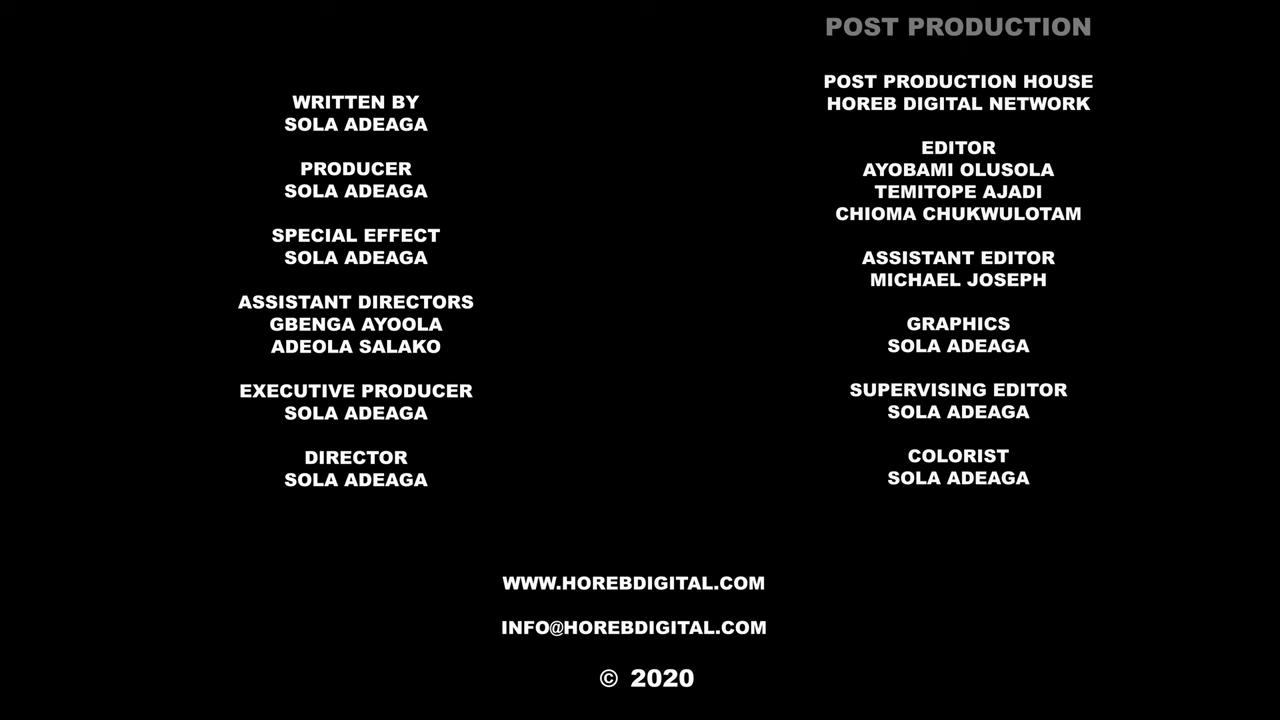 WRITTEN BY
SOLA ADEAGA
PRODUCER
SOLA ADEAGA
SPECIAL EFFECT
SOLA ADEAGA
ASSISTANT DIRECTORS
GBENGA AYOOLA
ADEOLA SALAKO
EXECUTIVE PRODUCER
SOLA ADEAGA
DIRECTOR
SOLA ADEAGA
POST PRODUCTION
POST PRODUCTION HOUSE
HOREB DIGITAL NETWORK
EDITOR
AYOBAMI OLUSOLA
TEMITOPE AJADI
CHIOMA CHUKWULOTAM
ASSISTANT EDITOR
MICHAEL JOSEPH
GRAPHICS
SOLA ADEAGA
SUPERVISING EDITOR
SOLA ADEAGA
COLORIST
SOLA ADEAGA
WWW.HOREBDIGITAL.COM
INFO@HOREBDIGITAL.COM
© 2020